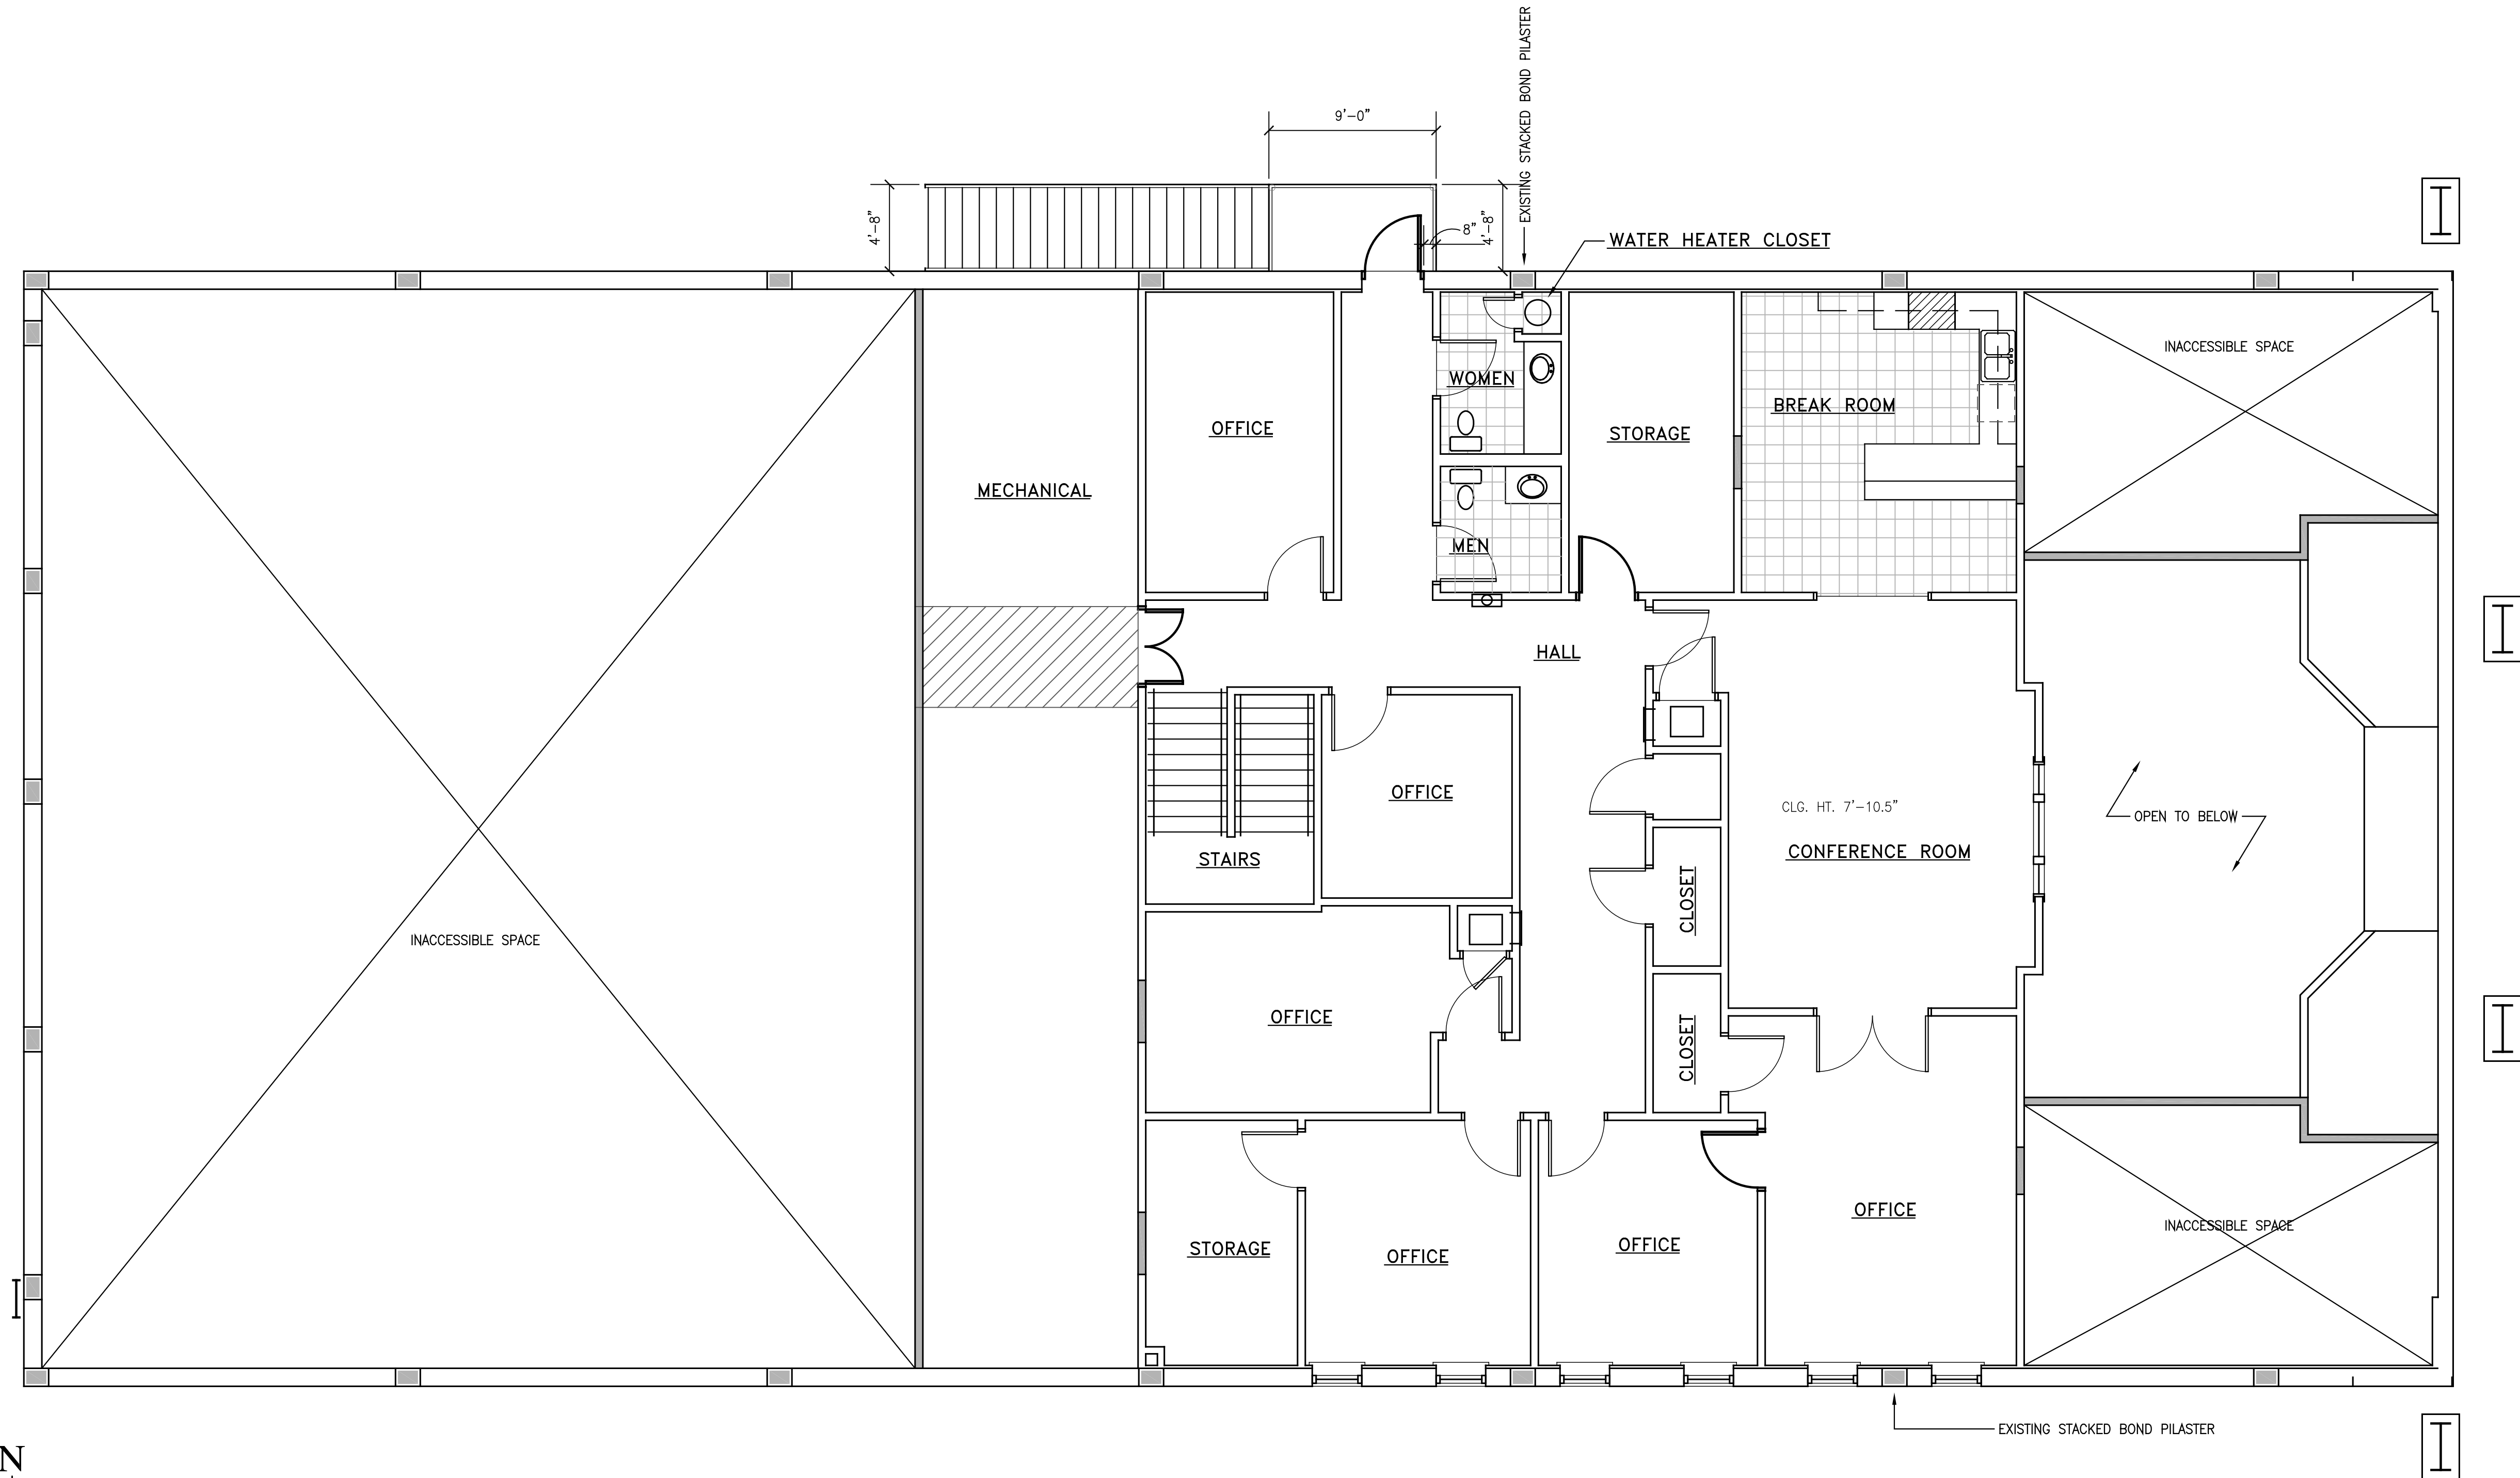 EXISTING STACKED BOND PILASTER
9'-0"
4'-8"
8"
4'-8"
WATER HEATER CLOSET
INACCESSIBLE SPACE
WOMEN
BREAK ROOM
OFFICE
STORAGE
MECHANICAL
MEN
HALL
OFFICE
CLG. HT. 7'-10.5"
OPEN TO BELOW
CONFERENCE ROOM
STAIRS
CLOSET
INACCESSIBLE SPACE
OFFICE
CLOSET
OFFICE
INACCESSIBLE SPACE
STORAGE
OFFICE
OFFICE
EXISTING STACKED BOND PILASTER
N